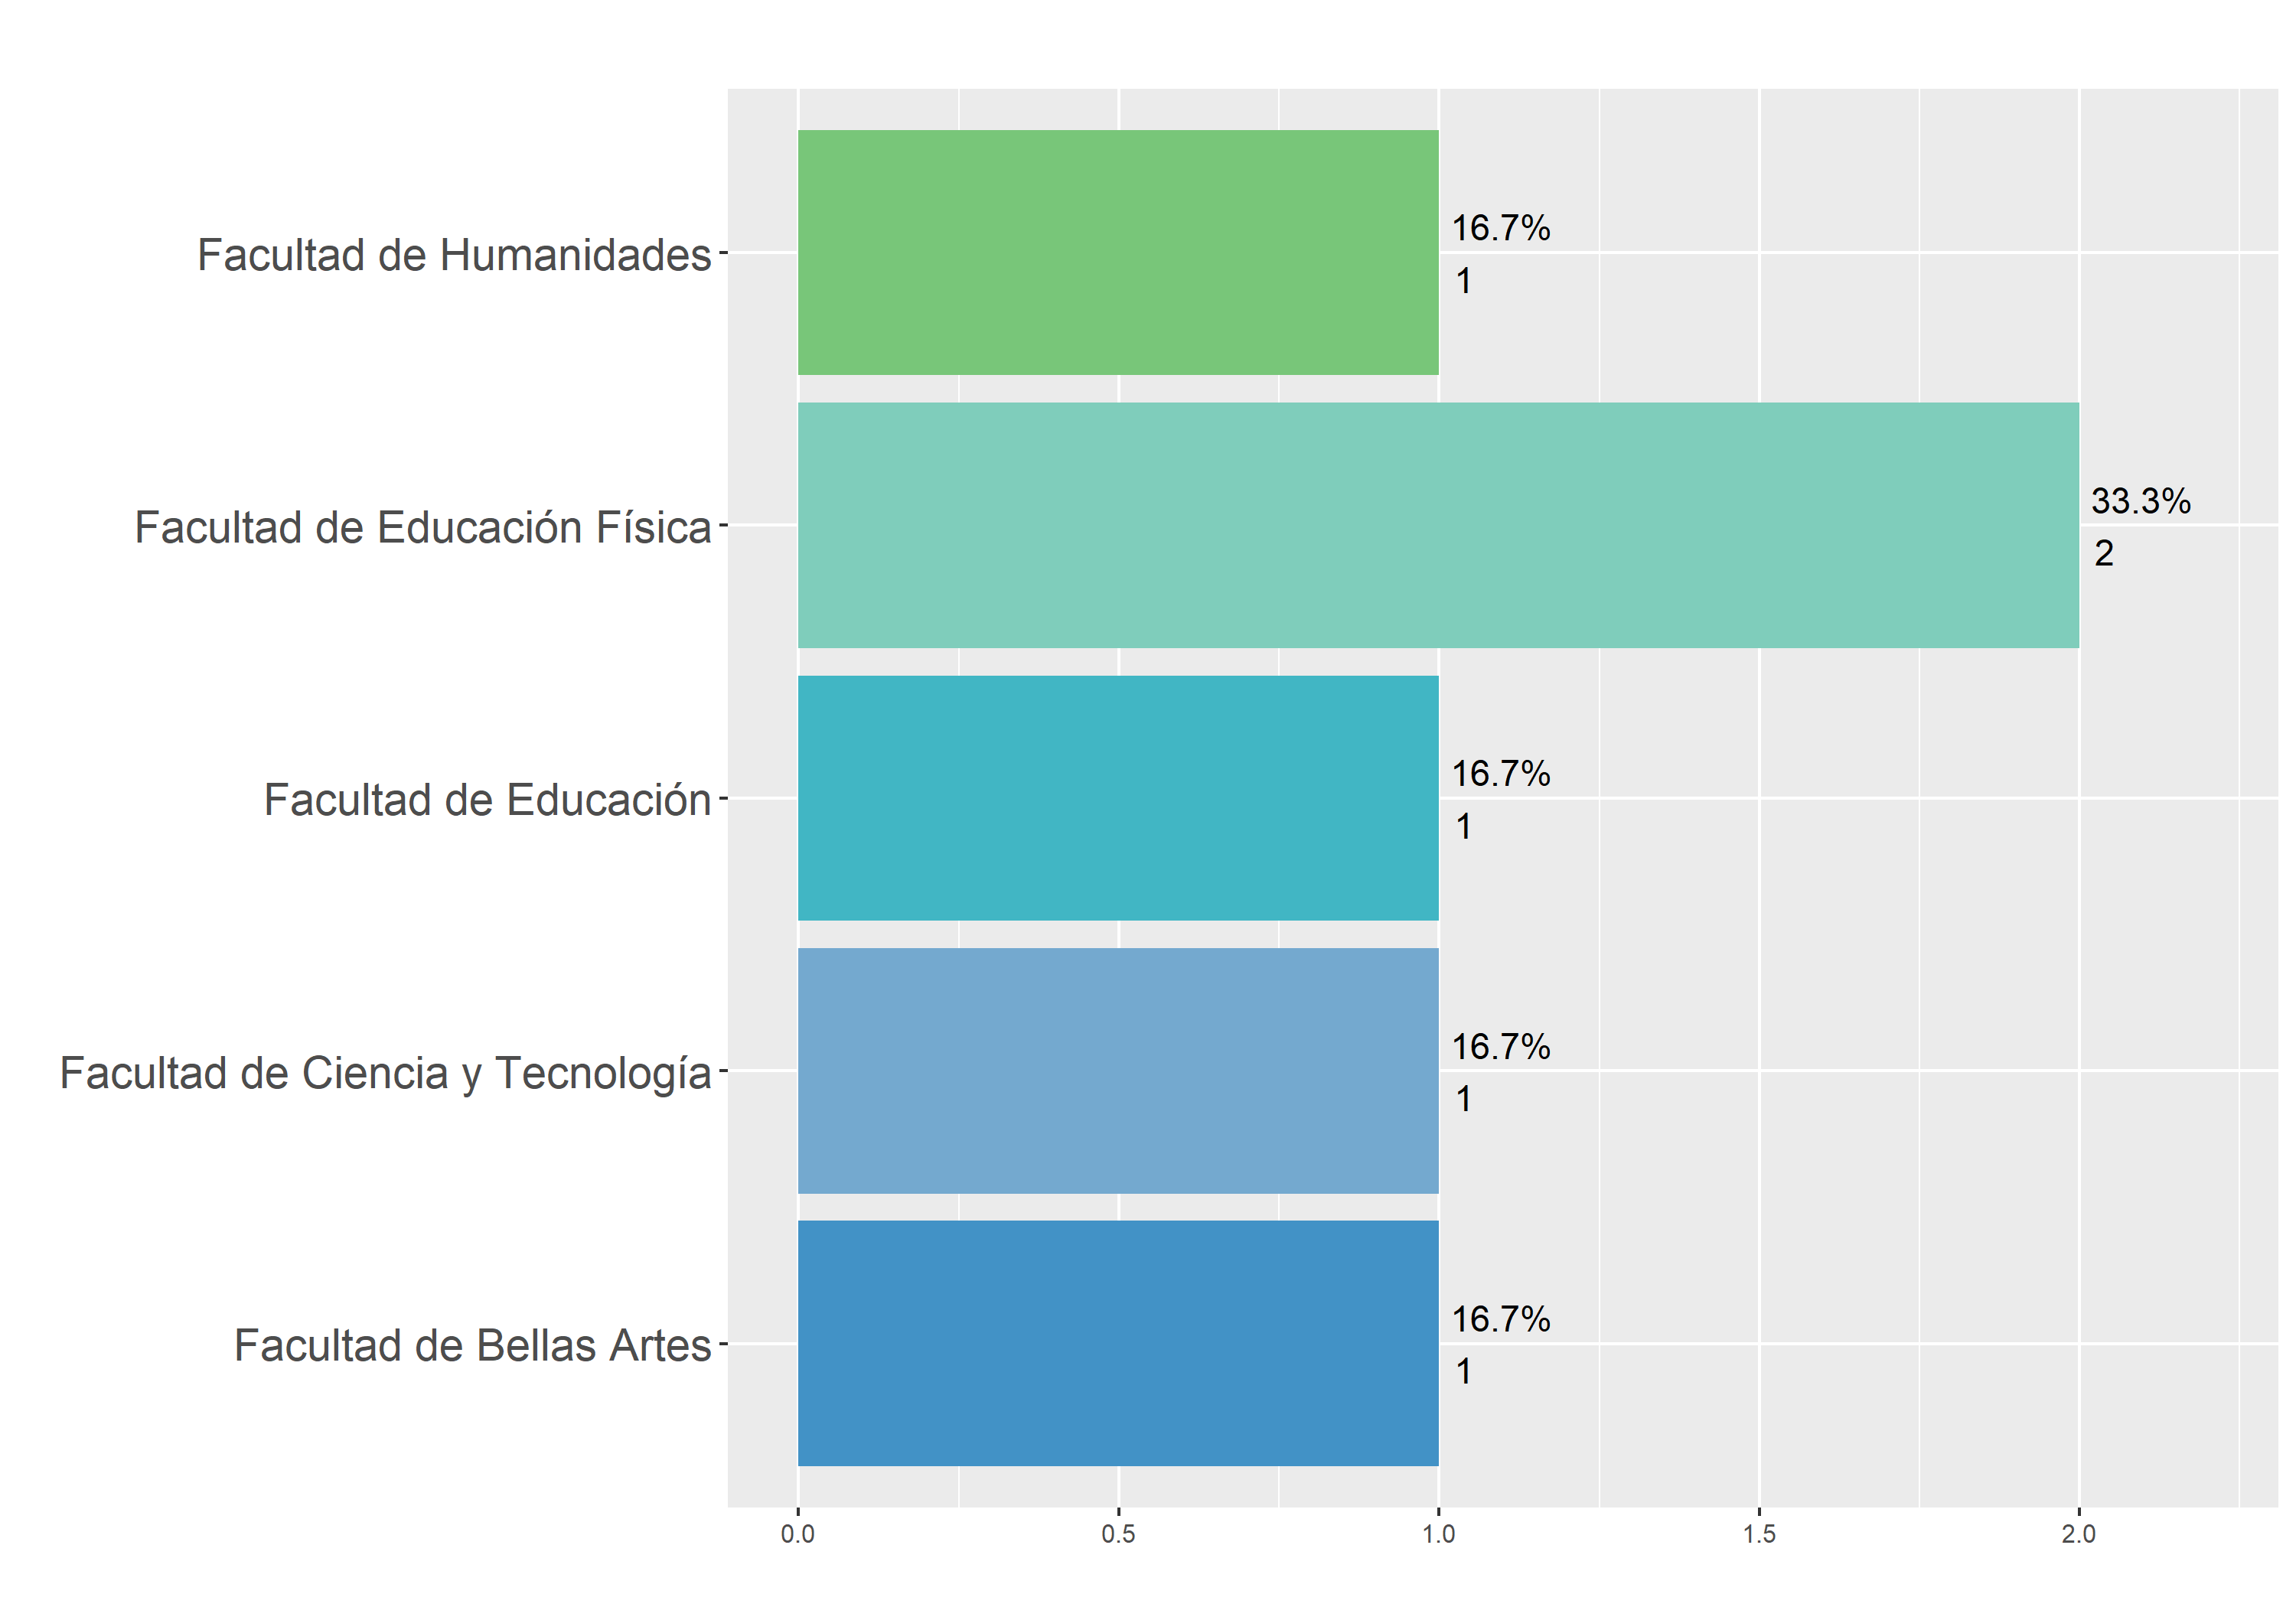 Facultad de Humanidades
16.7%
1
Facultad de Educación Física
33.3%
2
Facultad de Educación
16.7%
1
Facultad de Ciencia y Tecnología
16.7%
1
Facultad de Bellas Artes
16.7%
1
0.0 0.5 1.0 1.5 2.0